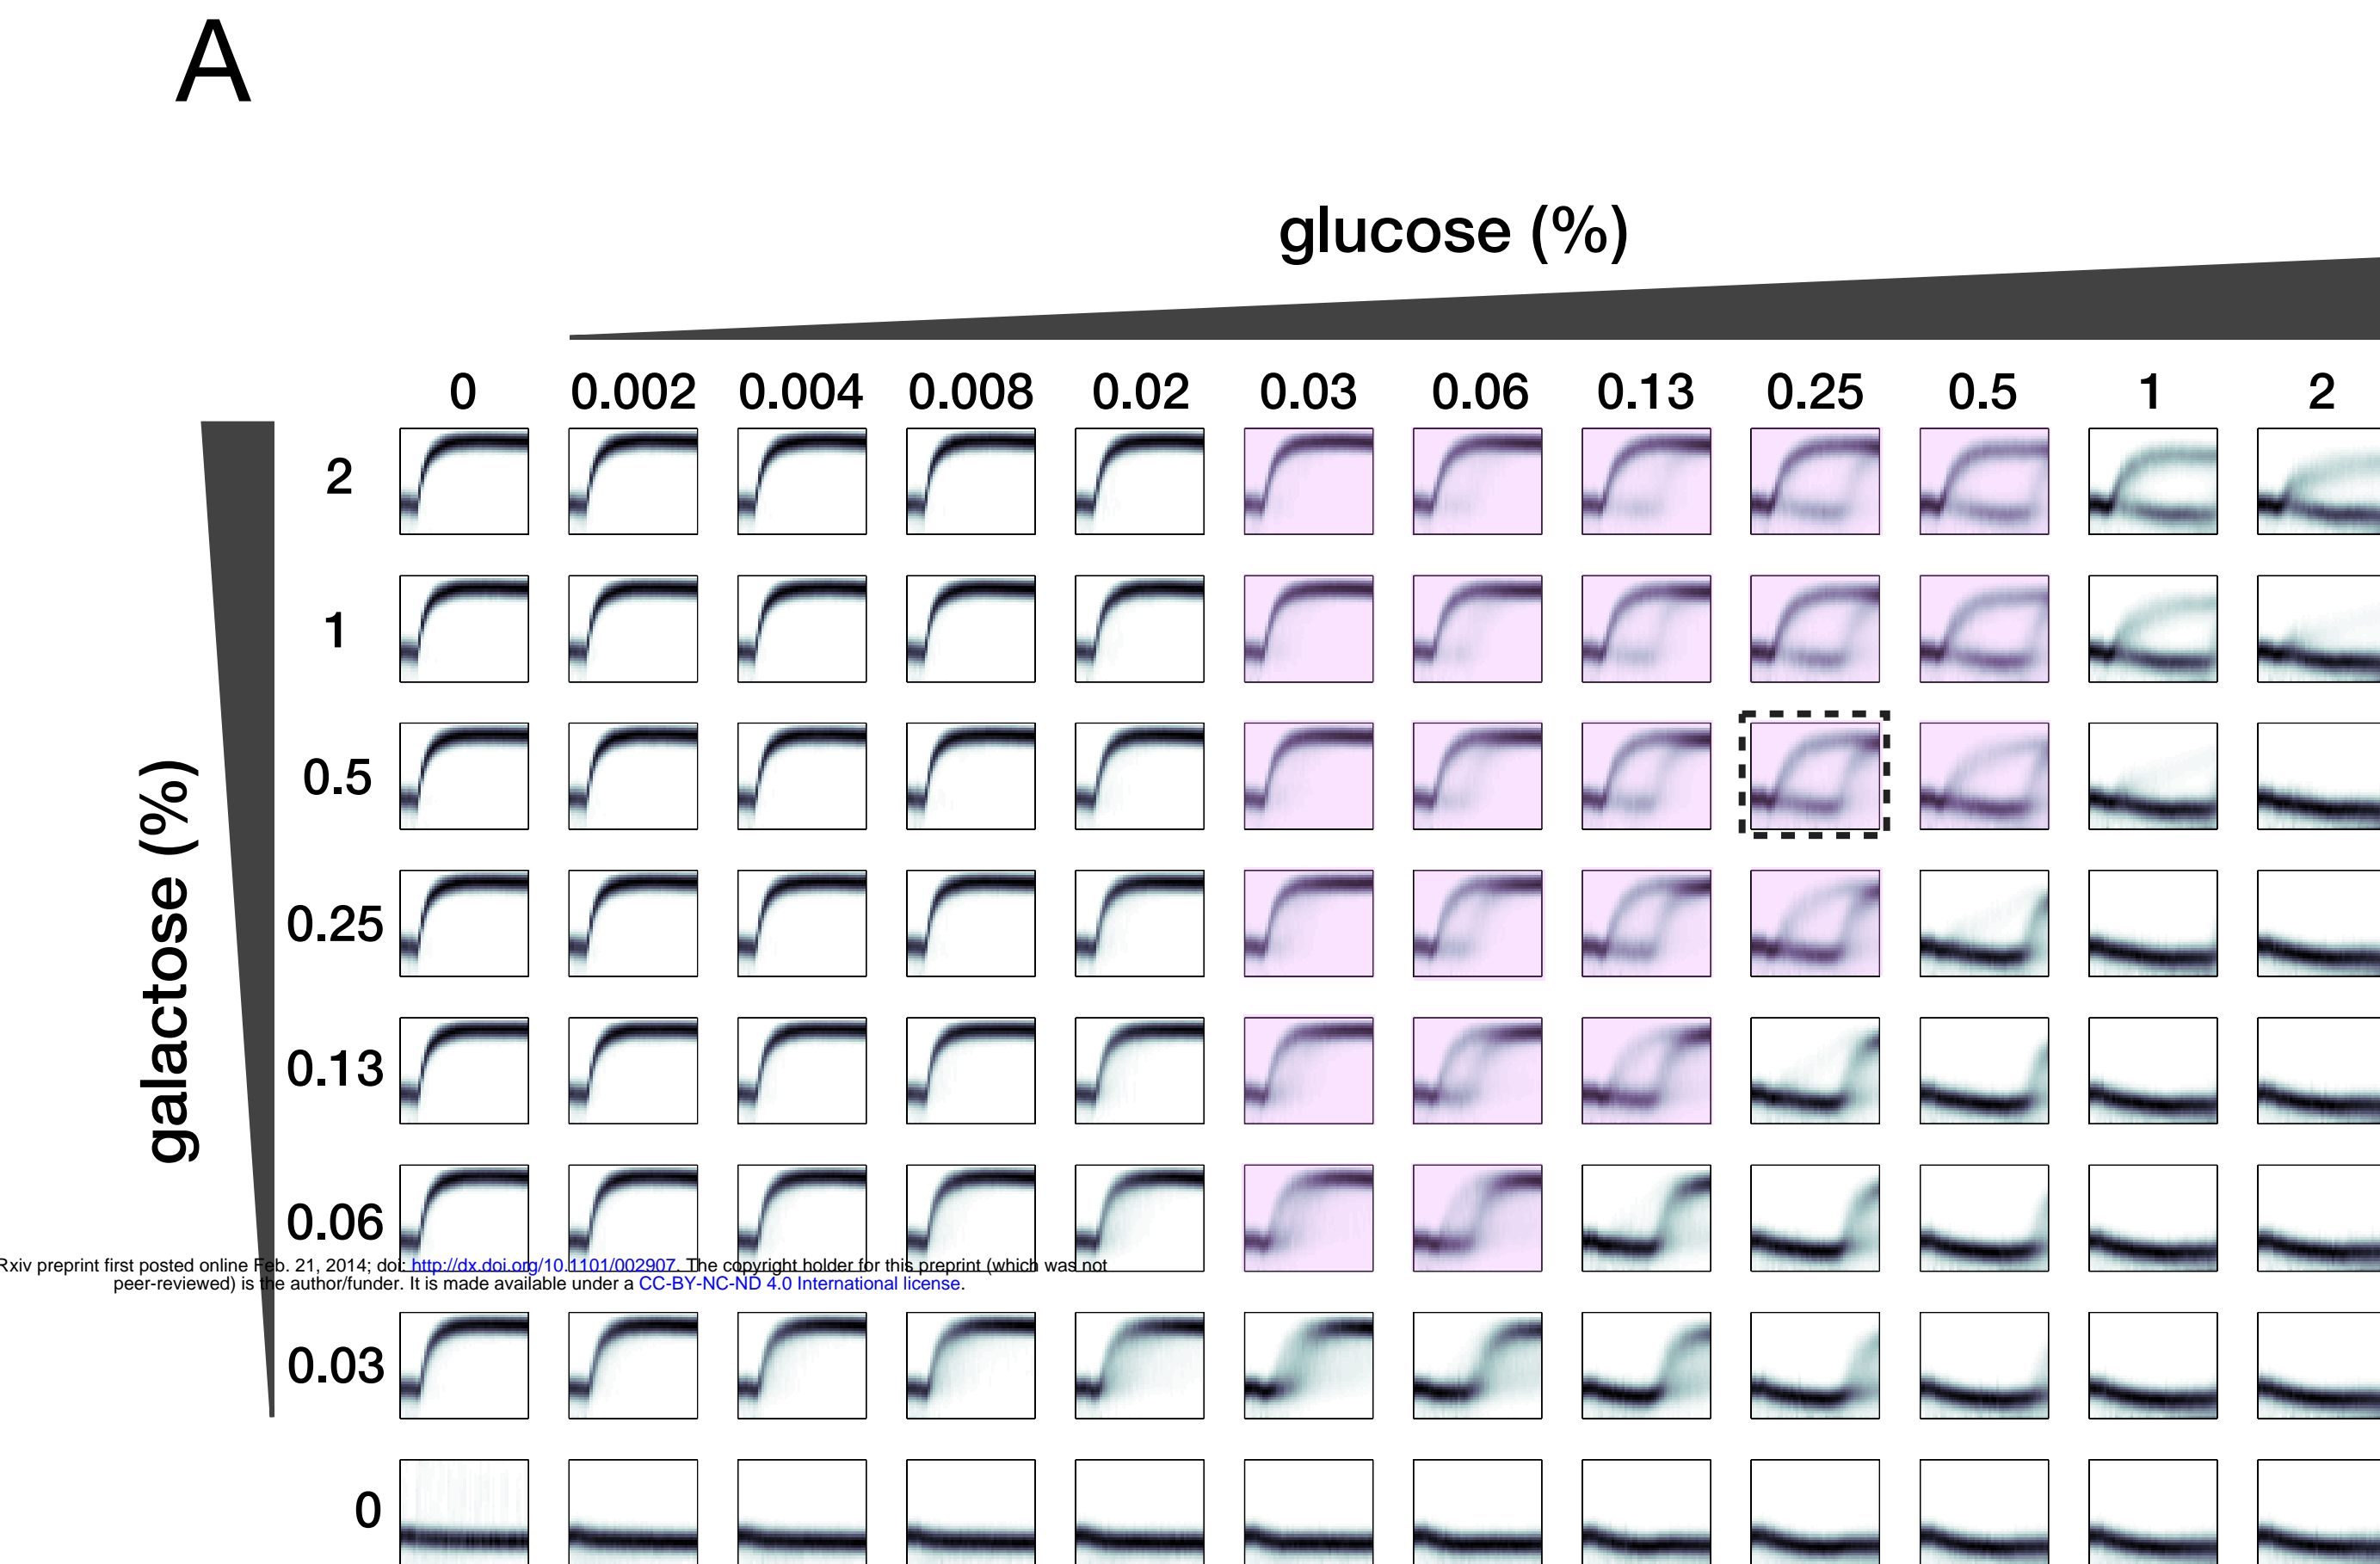 A
glucose (%)
0 0.002 0.004 0.008 0.02 0.03 0.06 0.13 0.25 0.5 1 2
galactose (%)
2
1
0.5
0.25
0.13
0.06
Rxiv preprint first posted online Feb. 21, 2014; doi: http://dx.doi.org/10.1101/002907. The copyright holder for this preprint (which was not
peer-reviewed) is the author/funder. It is made available under a CC-BY-NC-ND 4.0 International license.
0.03
0